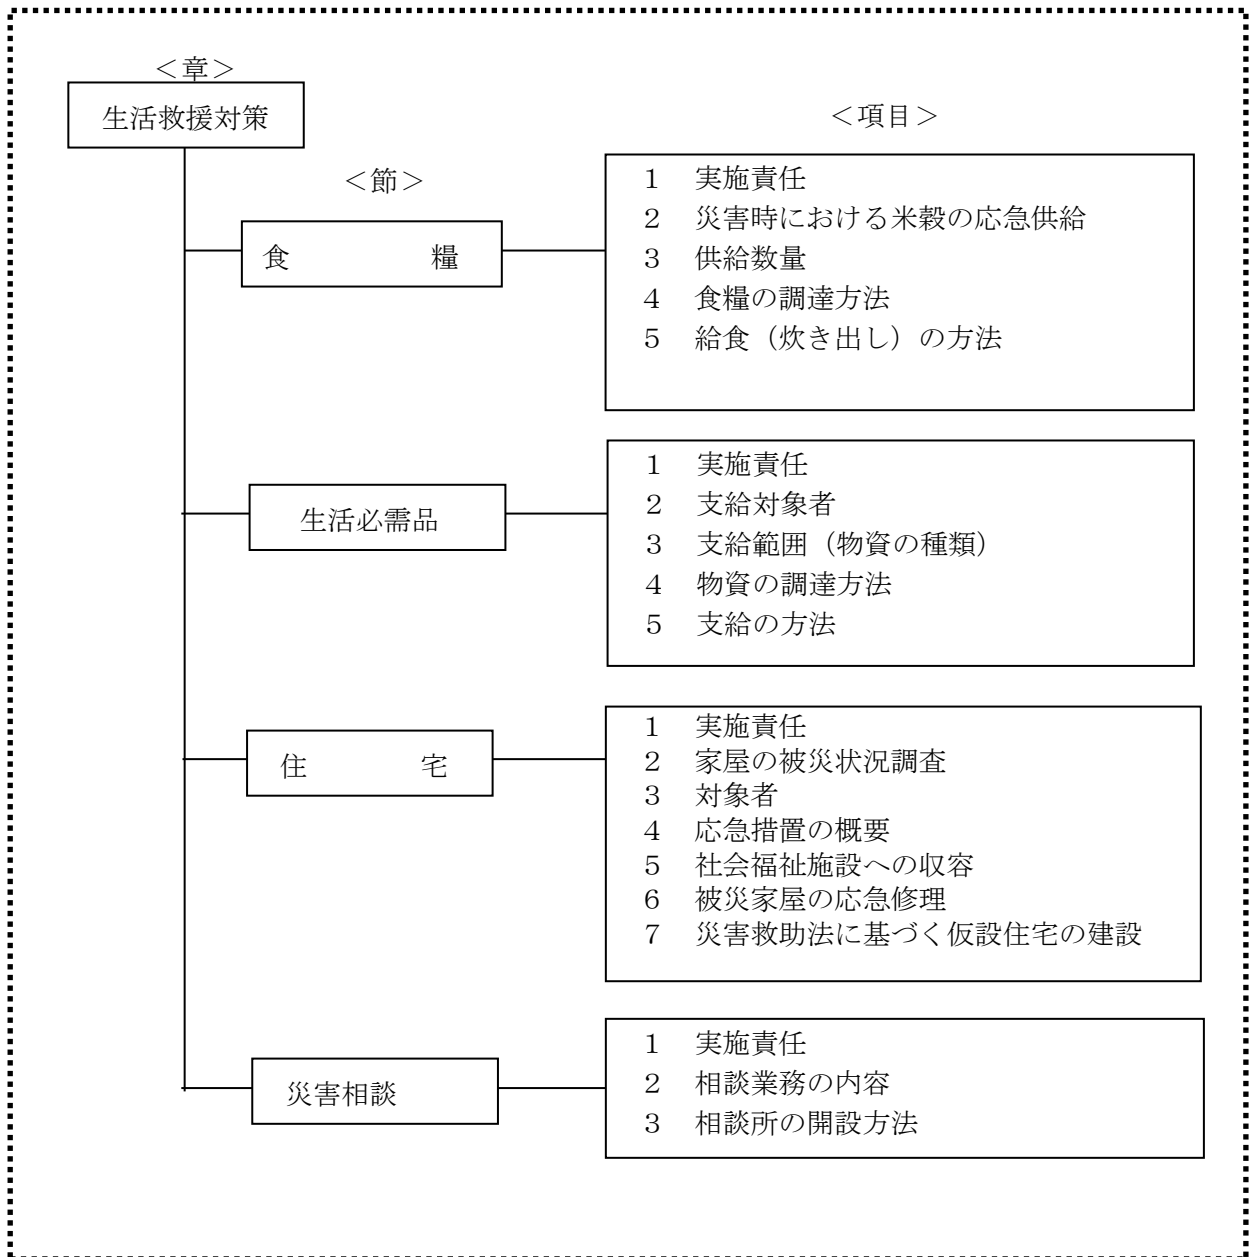 ＜章＞
生活救援対策
＜項目＞
＜節＞
食　　　　　糧
１　実施責任
２　災害時における米穀の応急供給
３　供給数量
４　食糧の調達方法
５　給食（炊き出し）の方法
生活必需品
１　実施責任
２　支給対象者
３　支給範囲（物資の種類）
４　物資の調達方法
５　支給の方法
住　　　　宅
１　実施責任
２　家屋の被災状況調査
３　対象者
４　応急措置の概要
５　社会福祉施設への収容
６　被災家屋の応急修理
７　災害救助法に基づく仮設住宅の建設
災害相談
１　実施責任
２　相談業務の内容
３　相談所の開設方法